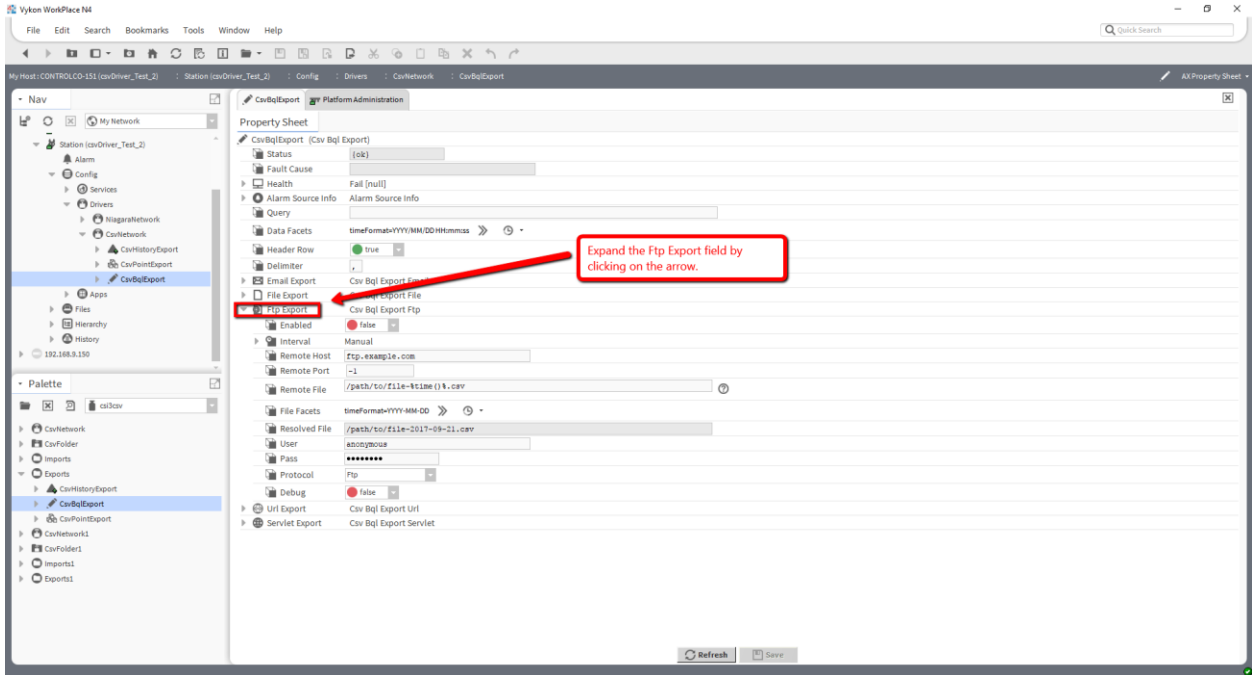 Vykon WorkPlace N4
File Edit Search Bookmarks Tools Window Help
Quick Search
My Host : CONTROLCO-151 (csvDriver_Test_2) : Station (csvDriver_Test_2) : Config : Drivers : CsvNetwork : CsvBqlExport
AX Property Sheet
Nav
My Network
Station (csvDriver_Test_2)
Alarm
Config
Services
Drivers
NiagaraNetwork
CsvNetwork
CsvHistoryExport
CsvPointExport
CsvBqlExport
Apps
Files
Hierarchy
History
192.168.9.150
Palette
csi3csv
CsvNetwork
CsvFolder
Imports
Exports
CsvHistoryExport
CsvBqlExport
CsvPointExport
CsvNetwork1
CsvFolder1
Imports1
Exports1
CsvBqlExport Platform Administration
Property Sheet
CsvBqlExport (Csv Bql Export)
Status {ok}
Fault Cause
Health Fail [null]
Alarm Source Info Alarm Source Info
Query
Data Facets timeFormat=YYYY/MM/DD HH:mm:ss
Header Row true
Delimiter ,
Email Export Csv Bql Export Email
File Export Csv Bql Export File
Ftp Export Csv Bql Export Ftp
Enabled false
Interval Manual
Remote Host ftp.example.com
Remote Port -1
Remote File /path/to/file-%time()%.csv
File Facets timeFormat=YYYY-MM-DD
Resolved File /path/to/file-2017-09-21.csv
User anonymous
Pass ••••••••
Protocol Ftp
Debug false
Url Export Csv Bql Export Url
Servlet Export Csv Bql Export Servlet
Expand the Ftp Export field by
clicking on the arrow.
Refresh Save